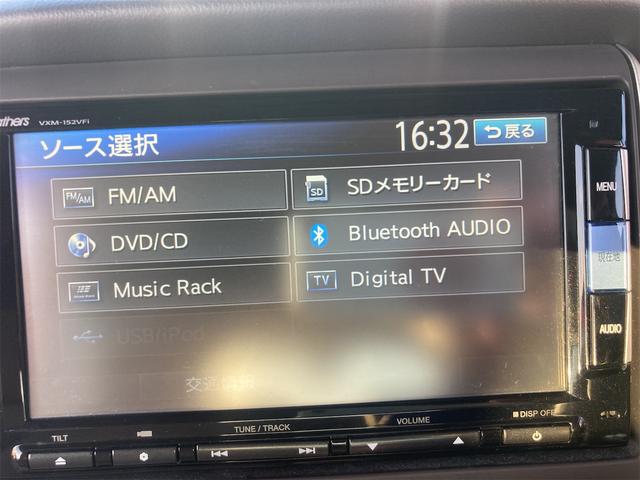 VXM-152VFi
ソース選択
16:32
戻る
FM/AM
FM/AM
SD
SDメモリーカード
DVD/CD
Bluetooth AUDIO
Music Rack
TV
Digital TV
USB/iPod
交通情報
MENU
現在地
AUDIO
DISP OFF
TILT
TUNE / TRACK
VOLUME